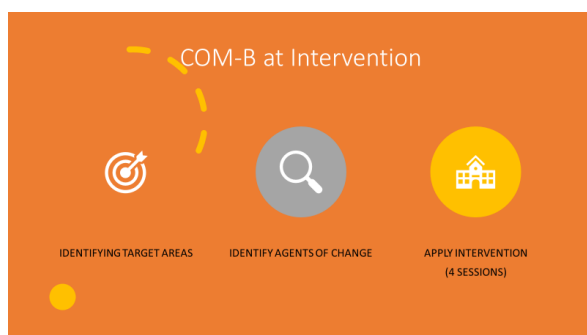 COM-B at Intervention
IDENTIFYING TARGET AREAS
IDENTIFY AGENTS OF CHANGE
APPLY INTERVENTION
(4 SESSIONS)